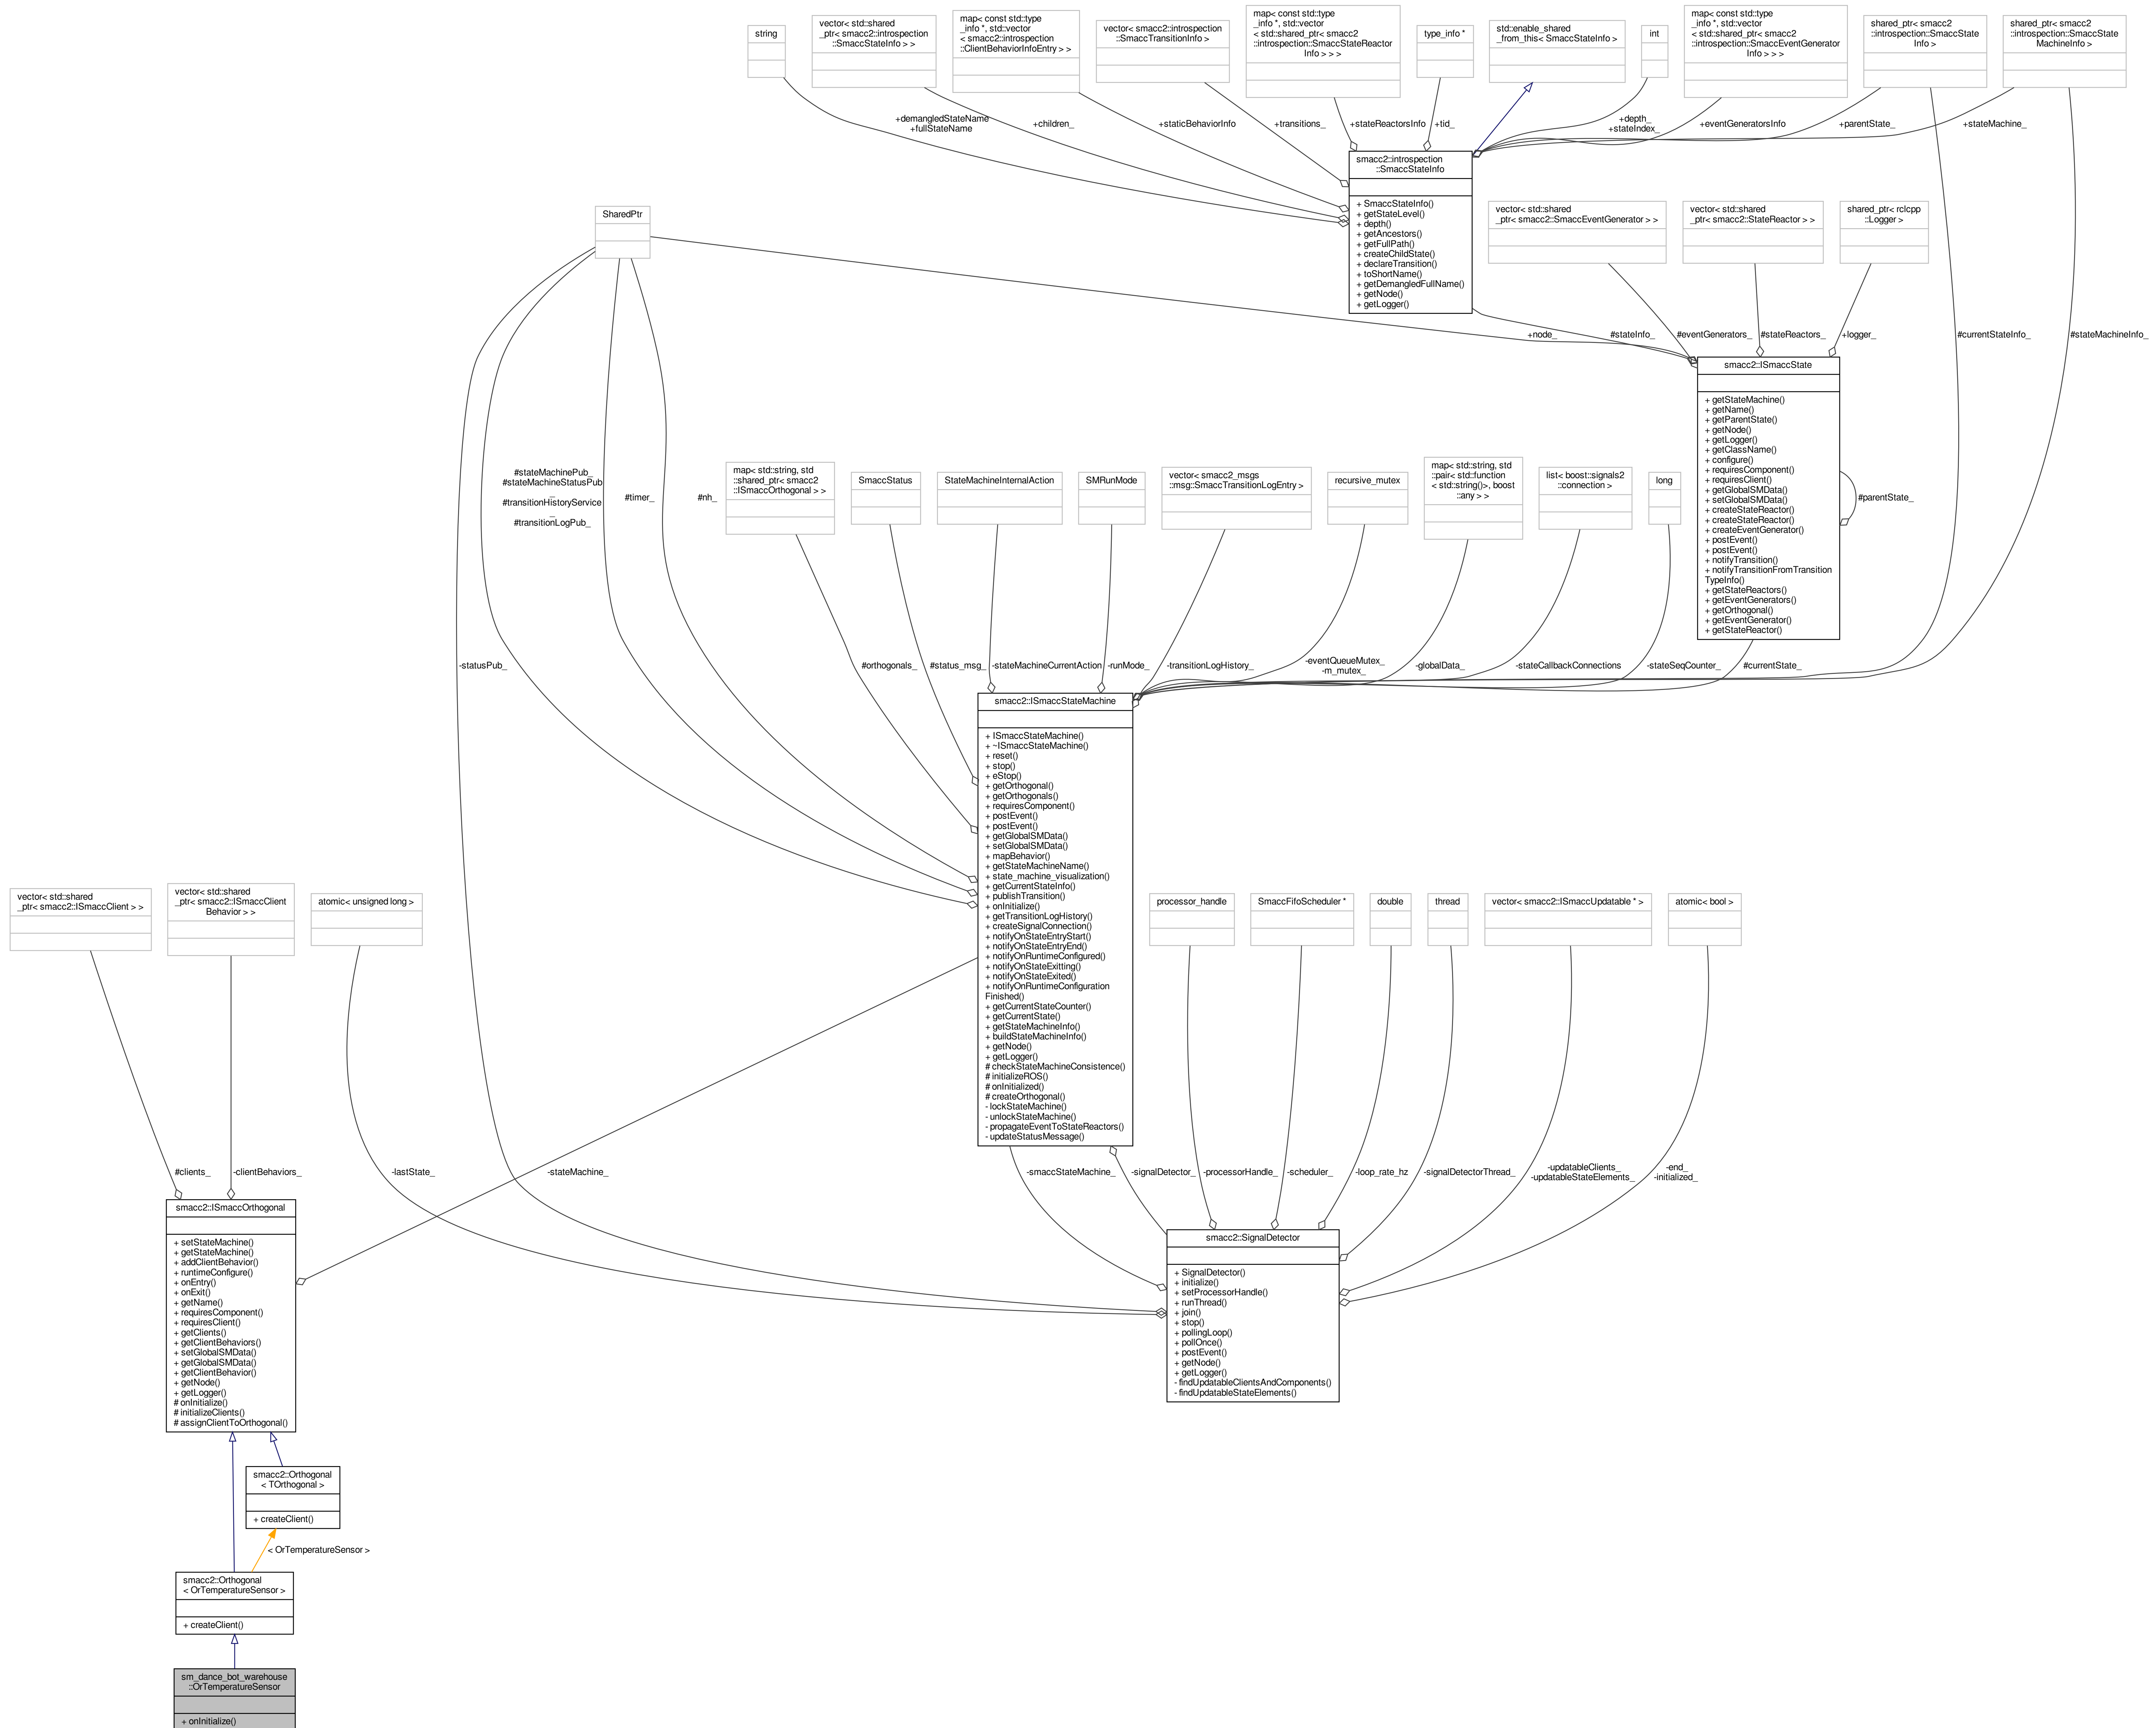 string
vector< std::shared
_ptr< smacc2::introspection
::SmaccStateInfo > >
map< const std::type
_info *, std::vector
< smacc2::introspection
::ClientBehaviorInfoEntry > >
vector< smacc2::introspection
::SmaccTransitionInfo >
map< const std::type
_info *, std::vector
< std::shared_ptr< smacc2
::introspection::SmaccStateReactor
Info > > >
type_info *
std::enable_shared
_from_this< SmaccStateInfo >
int
map< const std::type
_info *, std::vector
< std::shared_ptr< smacc2
::introspection::SmaccEventGenerator
Info > > >
shared_ptr< smacc2
::introspection::SmaccState
Info >
shared_ptr< smacc2
::introspection::SmaccState
MachineInfo >
+demangledStateName
+fullStateName
+children_
+staticBehaviorInfo
+transitions_
+stateReactorsInfo
+tid_
+depth_
+stateIndex_
+eventGeneratorsInfo
+parentState_
+stateMachine_
smacc2::introspection
::SmaccStateInfo
+ SmaccStateInfo()
+ getStateLevel()
+ depth()
+ getAncestors()
+ getFullPath()
+ createChildState()
+ declareTransition()
+ toShortName()
+ getDemangledFullName()
+ getNode()
+ getLogger()
SharedPtr
vector< std::shared
_ptr< smacc2::SmaccEventGenerator > >
vector< std::shared
_ptr< smacc2::StateReactor > >
shared_ptr< rclcpp
::Logger >
+node_
#stateInfo_
#eventGenerators_
#stateReactors_
+logger_
#currentStateInfo_
#stateMachineInfo_
smacc2::ISmaccState
+ getStateMachine()
+ getName()
+ getParentState()
+ getNode()
+ getLogger()
+ getClassName()
+ configure()
+ requiresComponent()
+ requiresClient()
+ getGlobalSMData()
+ setGlobalSMData()
+ createStateReactor()
+ createStateReactor()
+ createEventGenerator()
+ postEvent()
+ postEvent()
+ notifyTransition()
+ notifyTransitionFromTransition
TypeInfo()
+ getStateReactors()
+ getEventGenerators()
+ getOrthogonal()
+ getEventGenerator()
+ getStateReactor()
#parentState_
#stateMachinePub_
#stateMachineStatusPub
_
#transitionHistoryService
_
#transitionLogPub_
#timer_
#nh_
map< std::string, std
::shared_ptr< smacc2
::ISmaccOrthogonal > >
SmaccStatus
StateMachineInternalAction
SMRunMode
vector< smacc2_msgs
::msg::SmaccTransitionLogEntry >
recursive_mutex
map< std::string, std
::pair< std::function
< std::string()>, boost
::any > >
list< boost::signals2
::connection >
long
-statusPub_
#orthogonals_
#status_msg_
-stateMachineCurrentAction
-runMode_
-transitionLogHistory_
-eventQueueMutex_
-m_mutex_
-globalData_
-stateCallbackConnections
-stateSeqCounter_
#currentState_
smacc2::ISmaccStateMachine
+ ISmaccStateMachine()
+ ~ISmaccStateMachine()
+ reset()
+ stop()
+ eStop()
+ getOrthogonal()
+ getOrthogonals()
+ requiresComponent()
+ postEvent()
+ postEvent()
+ getGlobalSMData()
+ setGlobalSMData()
+ mapBehavior()
+ getStateMachineName()
+ state_machine_visualization()
+ getCurrentStateInfo()
+ publishTransition()
+ onInitialize()
+ getTransitionLogHistory()
+ createSignalConnection()
+ notifyOnStateEntryStart()
+ notifyOnStateEntryEnd()
+ notifyOnRuntimeConfigured()
+ notifyOnStateExitting()
+ notifyOnStateExited()
+ notifyOnRuntimeConfiguration
Finished()
+ getCurrentStateCounter()
+ getCurrentState()
+ getStateMachineInfo()
+ buildStateMachineInfo()
+ getNode()
+ getLogger()
# checkStateMachineConsistence()
# initializeROS()
# onInitialized()
# createOrthogonal()
- lockStateMachine()
- unlockStateMachine()
- propagateEventToStateReactors()
- updateStatusMessage()
vector< std::shared
_ptr< smacc2::ISmaccClient > >
vector< std::shared
_ptr< smacc2::ISmaccClient
Behavior > >
atomic< unsigned long >
processor_handle
SmaccFifoScheduler *
double
thread
vector< smacc2::ISmaccUpdatable * >
atomic< bool >
#clients_
-clientBehaviors_
-lastState_
-stateMachine_
-smaccStateMachine_
-signalDetector_
-processorHandle_
-scheduler_
-loop_rate_hz
-signalDetectorThread_
-updatableClients_
-updatableStateElements_
-end_
-initialized_
smacc2::ISmaccOrthogonal
+ setStateMachine()
+ getStateMachine()
+ addClientBehavior()
+ runtimeConfigure()
+ onEntry()
+ onExit()
+ getName()
+ requiresComponent()
+ requiresClient()
+ getClients()
+ getClientBehaviors()
+ setGlobalSMData()
+ getGlobalSMData()
+ getClientBehavior()
+ getNode()
+ getLogger()
# onInitialize()
# initializeClients()
# assignClientToOrthogonal()
smacc2::SignalDetector
+ SignalDetector()
+ initialize()
+ setProcessorHandle()
+ runThread()
+ join()
+ stop()
+ pollingLoop()
+ pollOnce()
+ postEvent()
+ getNode()
+ getLogger()
- findUpdatableClientsAndComponents()
- findUpdatableStateElements()
smacc2::Orthogonal
< TOrthogonal >
+ createClient()
< OrTemperatureSensor >
smacc2::Orthogonal
< OrTemperatureSensor >
+ createClient()
sm_dance_bot_warehouse
::OrTemperatureSensor
+ onInitialize()